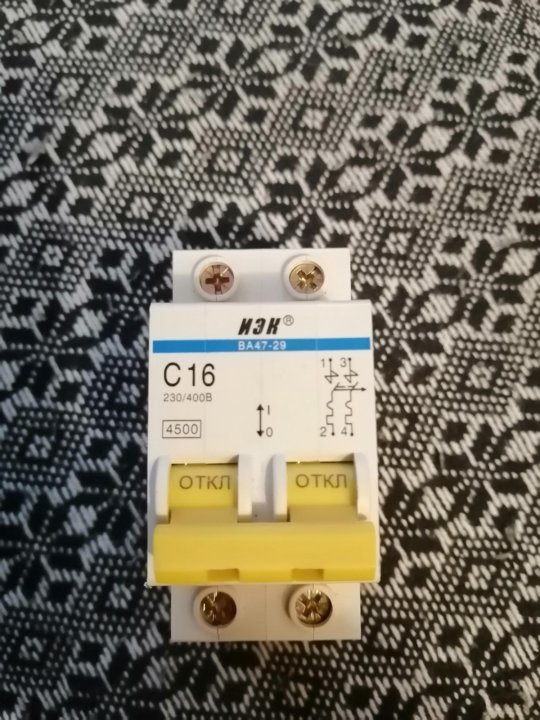 ИЭК®
ВА47-29
C16
230/400В
1 3
4500
I
0
2 4
ОТКЛ ОТКЛ